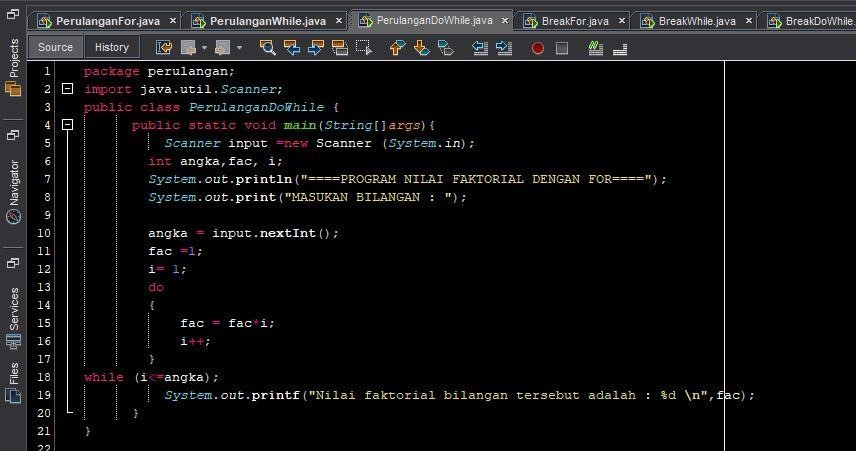 PerulanganFor.java × PerulanganWhile.java × PerulanganDoWhile.java × BreakFor.java × BreakWhile.java × BreakDoWhile.
Source History
Projects
Navigator
Services
Files
1 package perulangan;
2 import java.util.Scanner;
3 public class PerulanganDoWhile {
4 public static void main(String[]args){
5 Scanner input =new Scanner (System.in);
6 int angka,fac, i;
7 System.out.println("====PROGRAM NILAI FAKTORIAL DENGAN FOR====");
8 System.out.print("MASUKAN BILANGAN : ");
9
10 angka = input.nextInt();
11 fac =1;
12 i= 1;
13 do
14 {
15 fac = fac*i;
16 i++;
17 }
18 while (i<=angka);
19 System.out.printf("Nilai faktorial bilangan tersebut adalah : %d \n",fac);
20 }
21 }
22